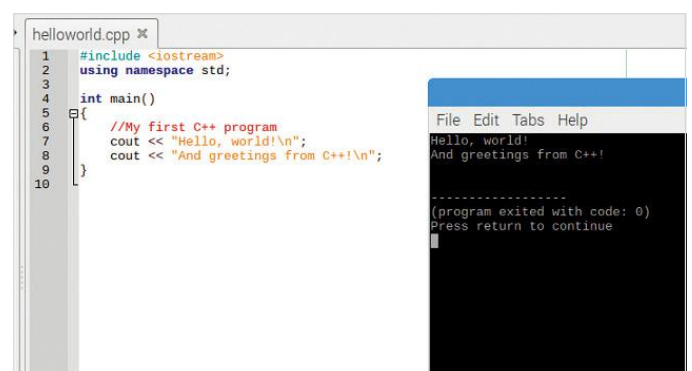 helloworld.cpp ✖
1 #include <iostream>
2 using namespace std;
3
4 int main()
5 {
6 //My first C++ program
7 cout << "Hello, world!\n";
8 cout << "And greetings from C++!\n";
9 }
10
File Edit Tabs Help
Hello, world!
And greetings from C++!
------------------
(program exited with code: 0)
Press return to continue